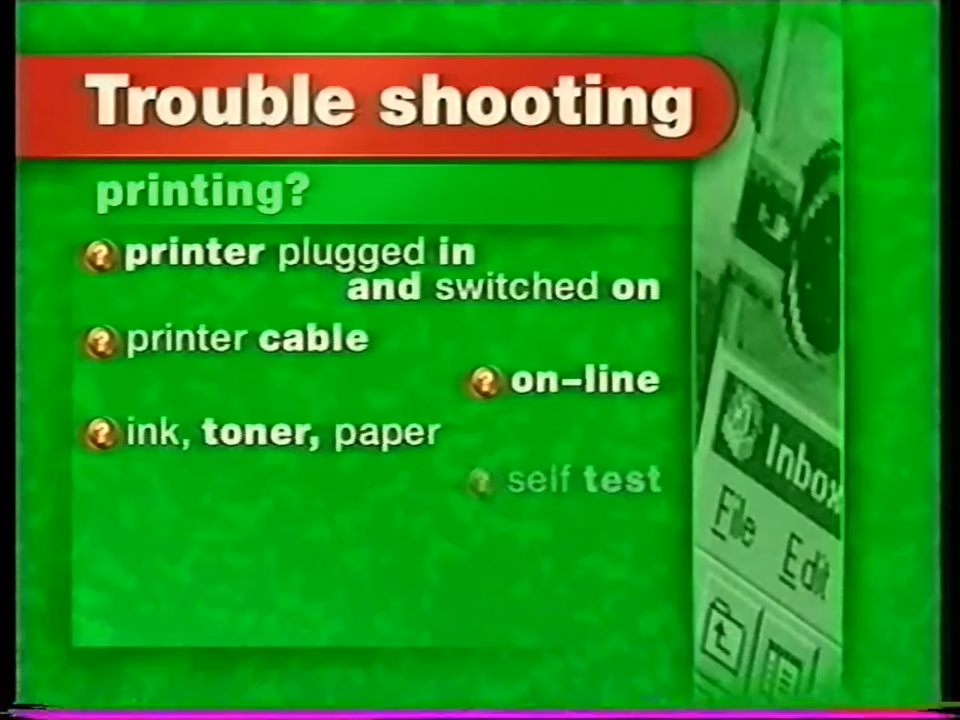 Trouble shooting
printing?
printer plugged in
and switched on
printer cable
on-line
ink, toner, paper
self test
Inbox
File Edit